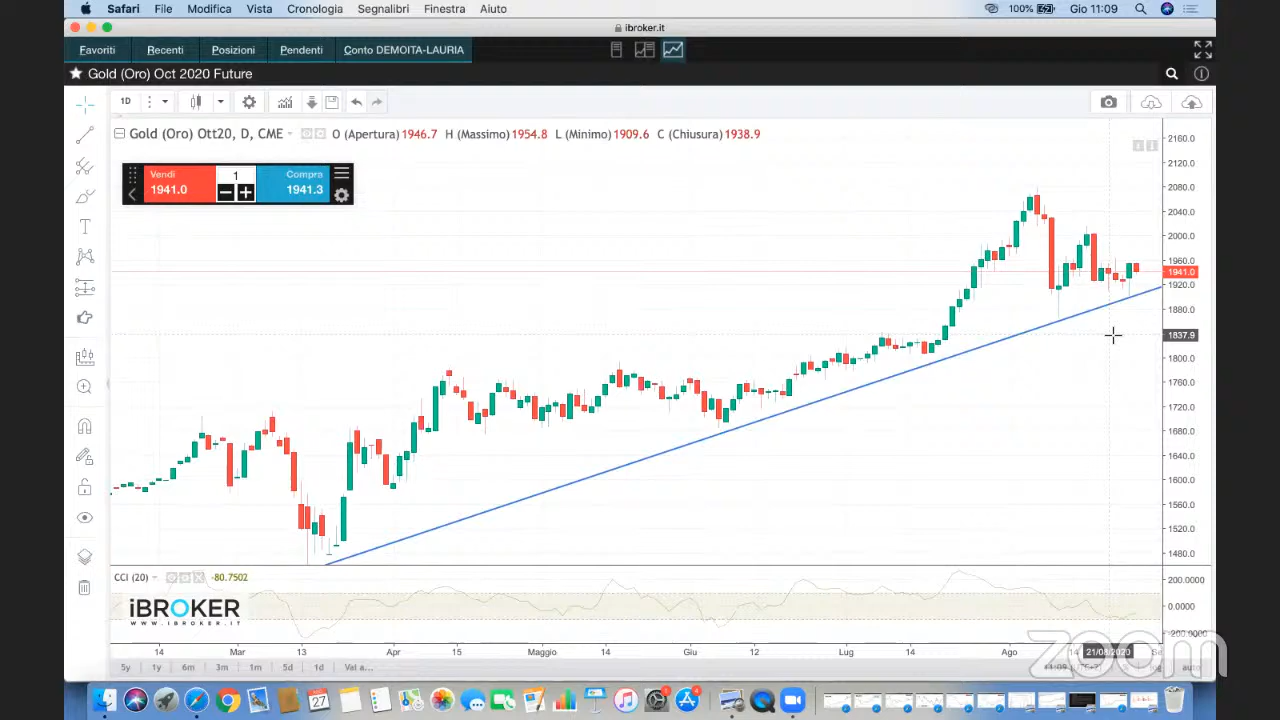 Safari File Modifica Vista Cronologia Segnalibri Finestra Aiuto 100% Gio 11:09
ibroker.it
Favoriti Recenti Posizioni Pendenti Conto DEMOITA-LAURIA
Gold (Oro) Oct 2020 Future
1D
Gold (Oro) Ott20, D, CME O (Apertura) 1946.7 H (Massimo) 1954.8 L (Minimo) 1909.6 C (Chiusura) 1938.9
Vendi 1 Compra
1941.0 1941.3
2160.0
2120.0
2080.0
2040.0
2000.0
1960.0
1941.0
1920.0
1880.0
1837.9
1800.0
1760.0
1720.0
1680.0
1640.0
1600.0
1560.0
1520.0
1480.0
CCI (20) -80.7502
200.0000
0.0000
-200.0000
iBROKER
WWW.IBROKER.IT
14 Mar 13 Apr 15 Maggio 14 Giu 12 Lug 14 Ago 14 21/08/2020
5y 1y 6m 3m 1m 5d 1d Val a... auto
zoom
27